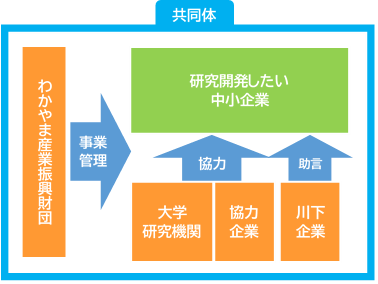 共同体
わかやま産業振興財団
事業
管理
研究開発したい
中小企業
協力
助言
大学
研究機関
協力
企業
川下
企業